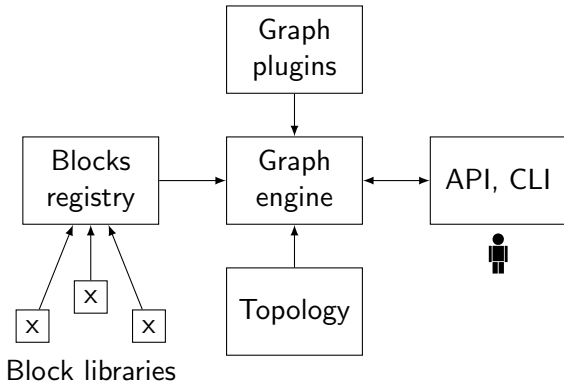 Graph
plugins
Blocks
registry
Graph
engine
API, CLI
Topology
x
x
x
Block libraries